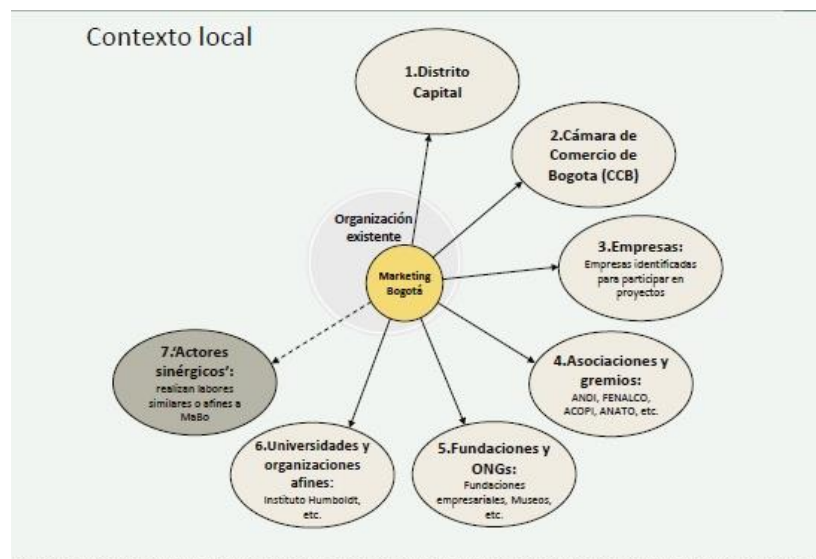 Contexto local
1.Distrito
Capital
2.Cámara de
Comercio de
Bogota (CCB)
Organización
existente
Marketing
Bogotá
3.Empresas:
Empresas identificadas
para participar en
proyectos
4.Asociaciones y
gremios:
ANDI, FENALCO,
ACOPI, ANATO, etc.
5.Fundaciones y
ONGs:
Fundaciones
empresariales, Museos,
etc.
6.Universidades y
organizaciones
afines:
Instituto Humboldt,
etc.
7.‘Actores
sinérgicos’:
realizan labores
similares o afines a
MaBo